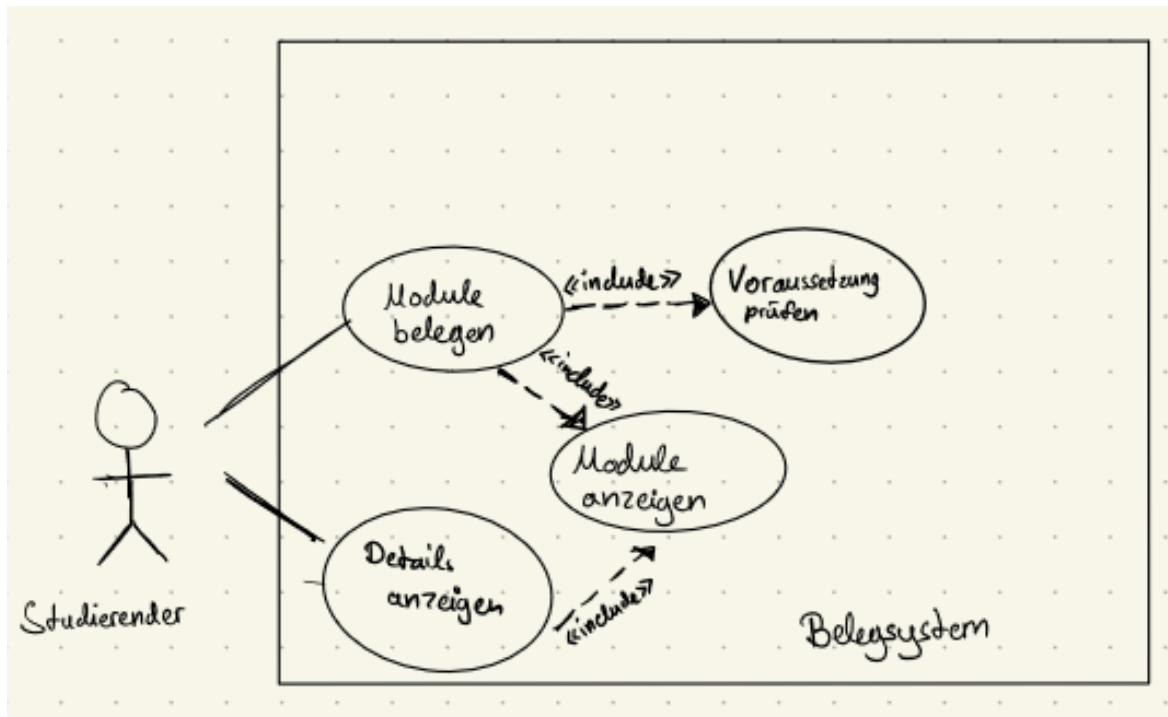 «include»
Voraussetzung
prüfen
Module
belegen
«include»
Module
anzeigen
Details
anzeigen
«include»
Studierender
Belegsystem